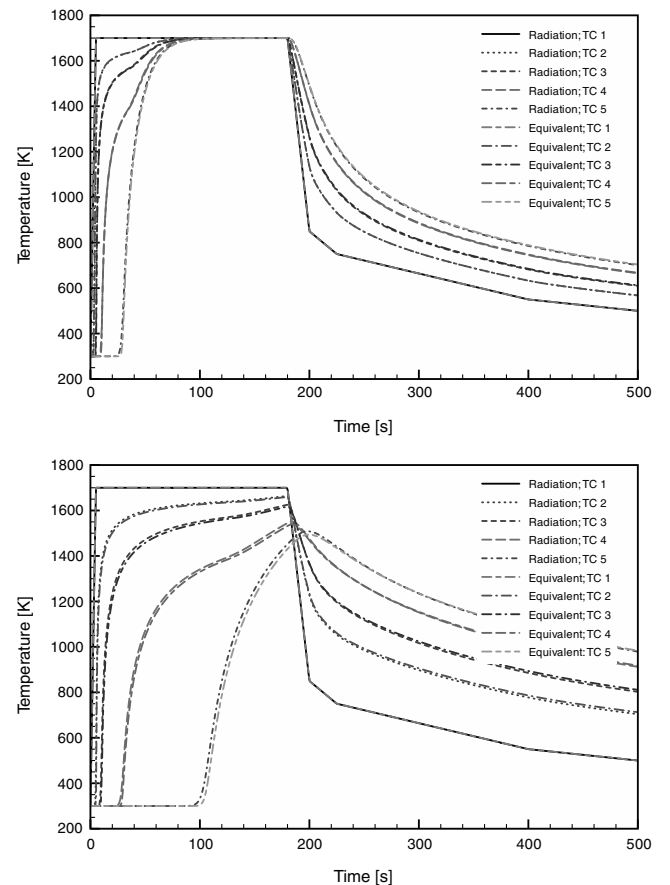 1800
1600
1400
1200
1000
800
600
400
200
Temperature [K]
0
100
200
300
400
500
Time [s]
Radiation; TC 1
Radiation; TC 2
Radiation; TC 3
Radiation; TC 4
Radiation; TC 5
Equivalent; TC 1
Equivalent; TC 2
Equivalent; TC 3
Equivalent; TC 4
Equivalent; TC 5
1800
1600
1400
1200
1000
800
600
400
200
Temperature [K]
0
100
200
300
400
500
Time [s]
Radiation; TC 1
Radiation; TC 2
Radiation; TC 3
Radiation; TC 4
Radiation; TC 5
Equivalent; TC 1
Equivalent; TC 2
Equivalent; TC 3
Equivalent; TC 4
Equivalent; TC 5